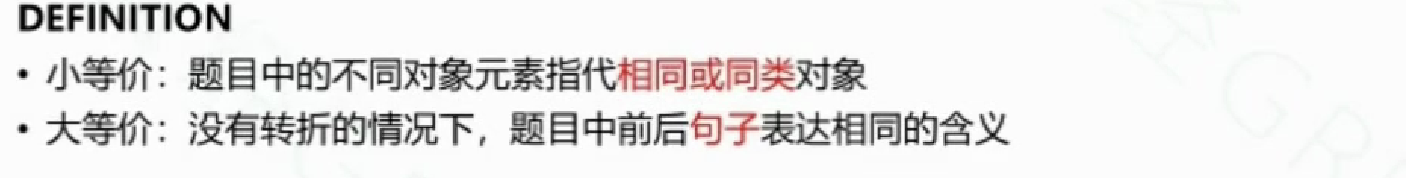 DEFINITION
• 小等价：题目中的不同对象元素指代相同或同类对象
• 大等价：没有转折的情况下，题目中前后句子表达相同的含义